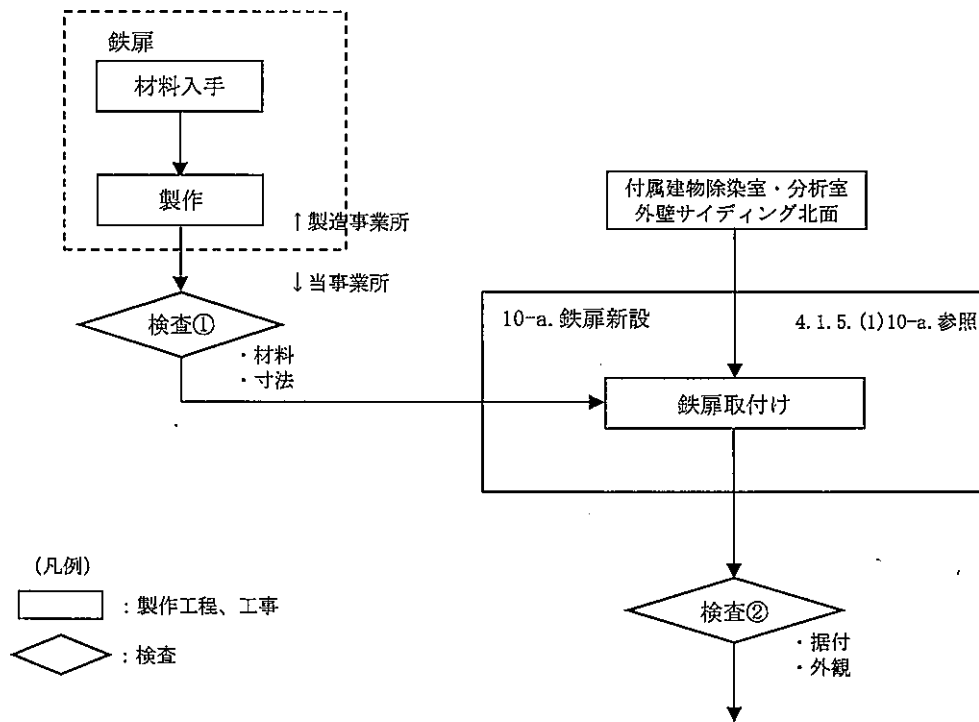 鉄扉
材料入手
製作
↑製造事業所
↓当事業所
検査①
・材料
・寸法
付属建物除染室・分析室
外壁サイディング北面
10-a.鉄扉新設
4.1.5.(1)10-a.参照
鉄扉取付け
検査②
・据付
・外観
(凡例)
：製作工程、工事
：検査